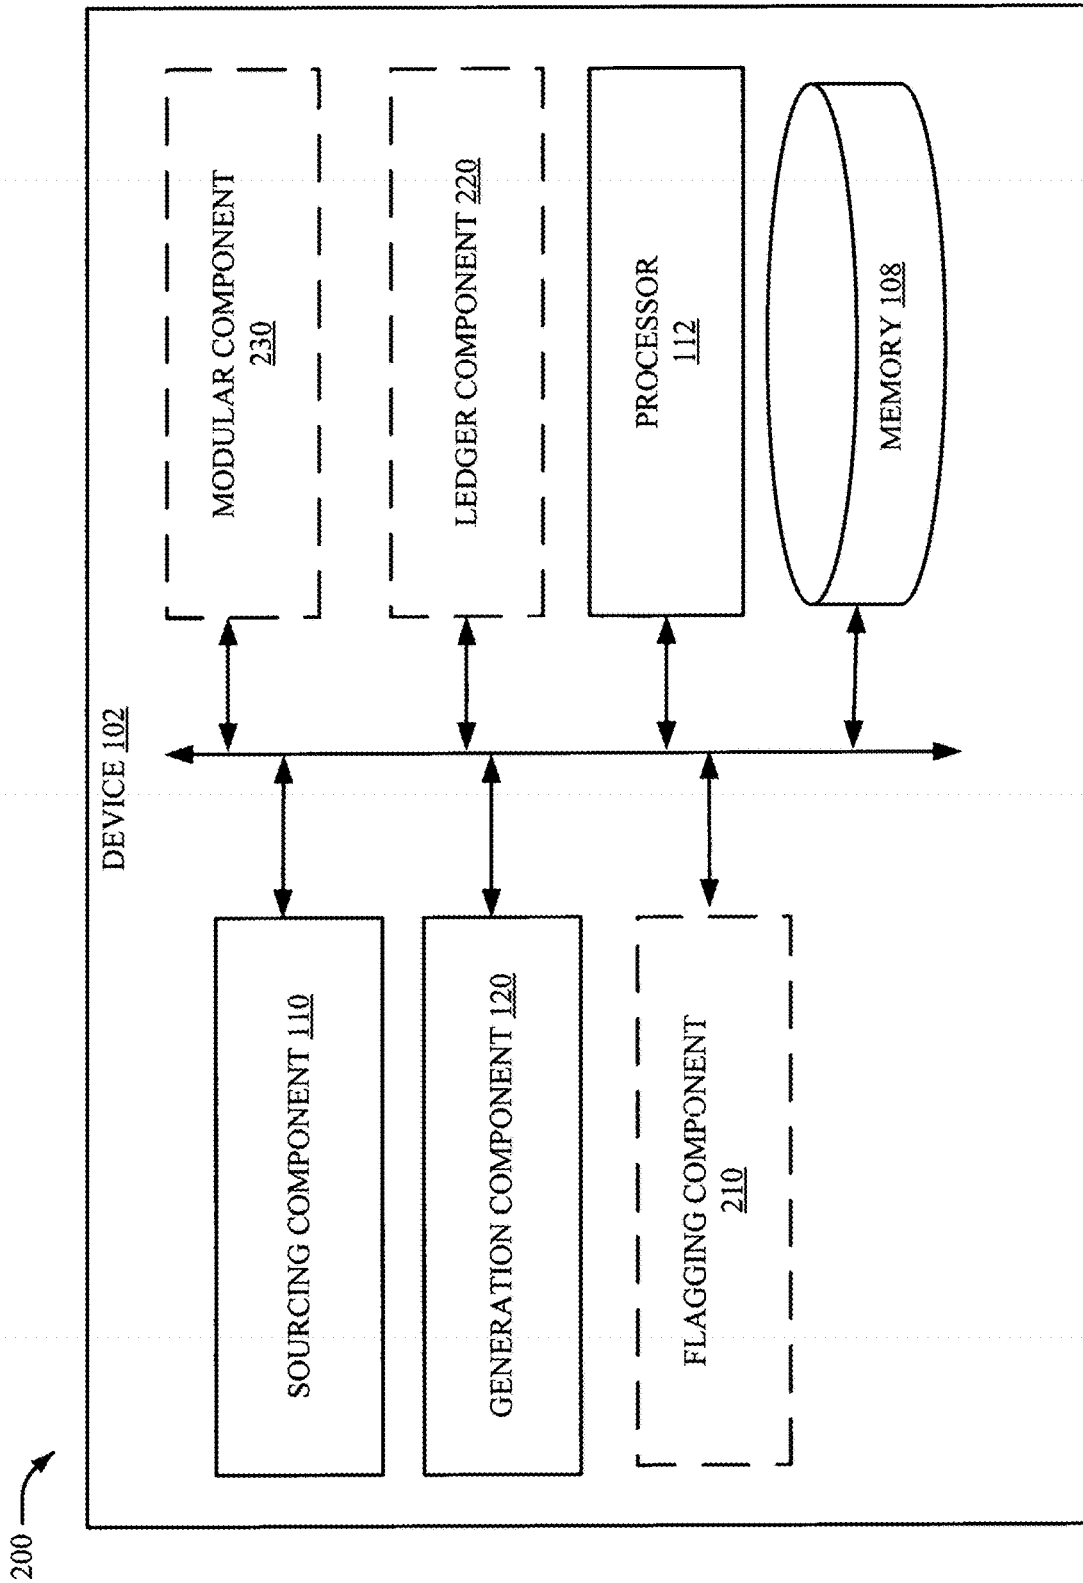 200
DEVICE 102
SOURCING COMPONENT 110
GENERATION COMPONENT 120
FLAGGING COMPONENT
210
MODULAR COMPONENT
230
LEDGER COMPONENT 220
PROCESSOR
112
MEMORY 108